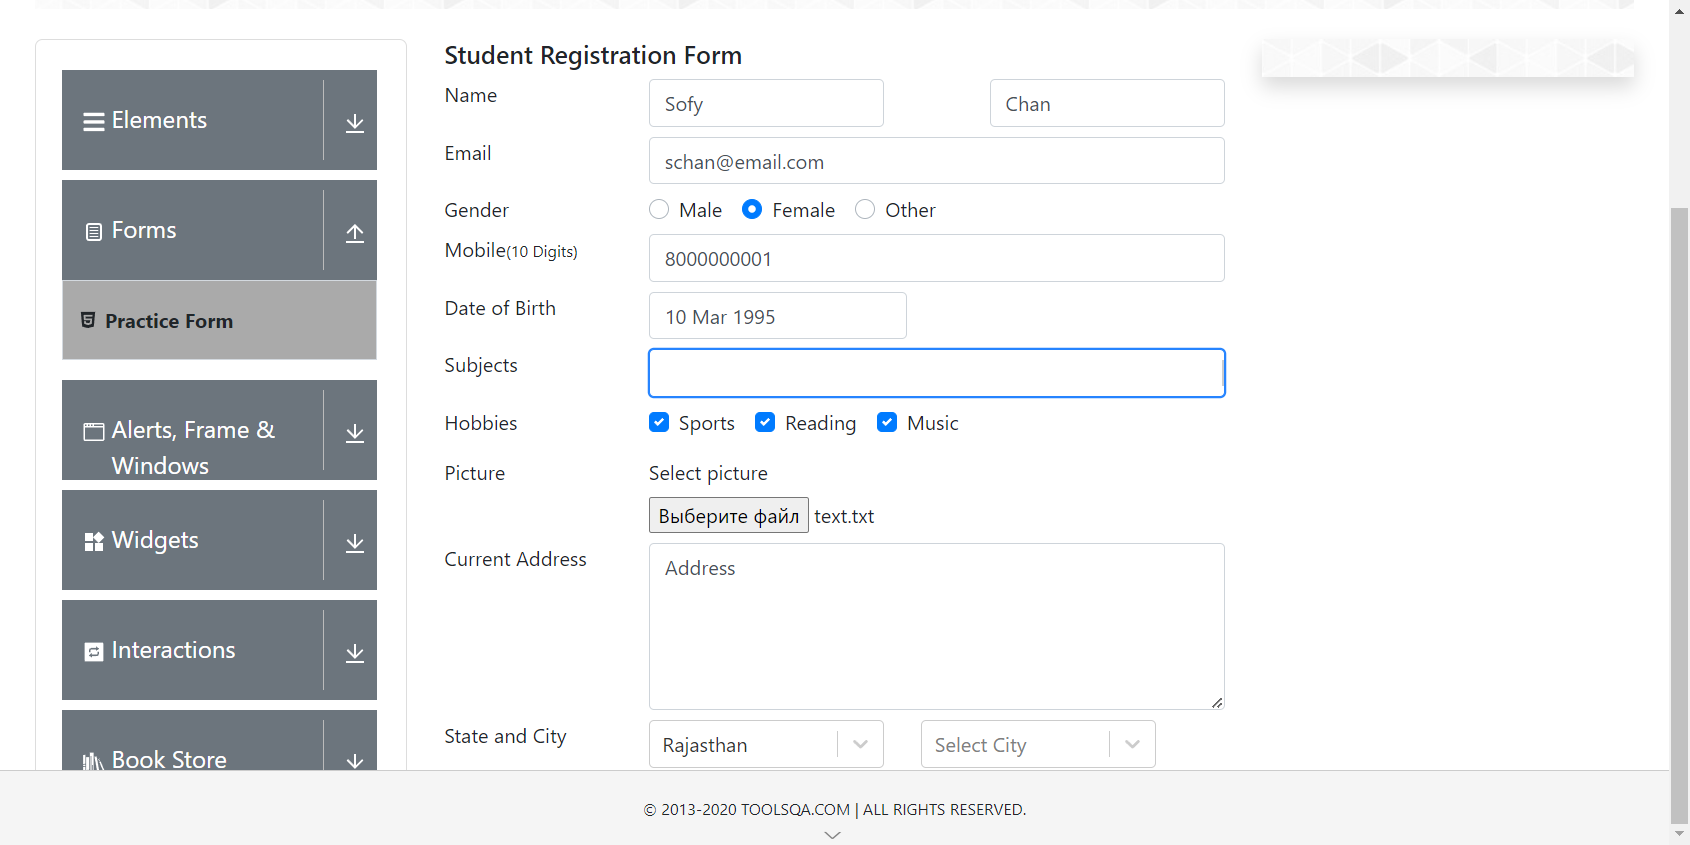 Elements
Forms
Practice Form
Alerts, Frame &
Windows
Widgets
Interactions
Book Store
Student Registration Form
Name Sofy Chan
Email schan@email.com
Gender Male Female Other
Mobile(10 Digits) 8000000001
Date of Birth 10 Mar 1995
Subjects
Hobbies Sports Reading Music
Picture Select picture
Выберите файл text.txt
Current Address Address
State and City Rajasthan Select City
© 2013-2020 TOOLSQA.COM | ALL RIGHTS RESERVED.